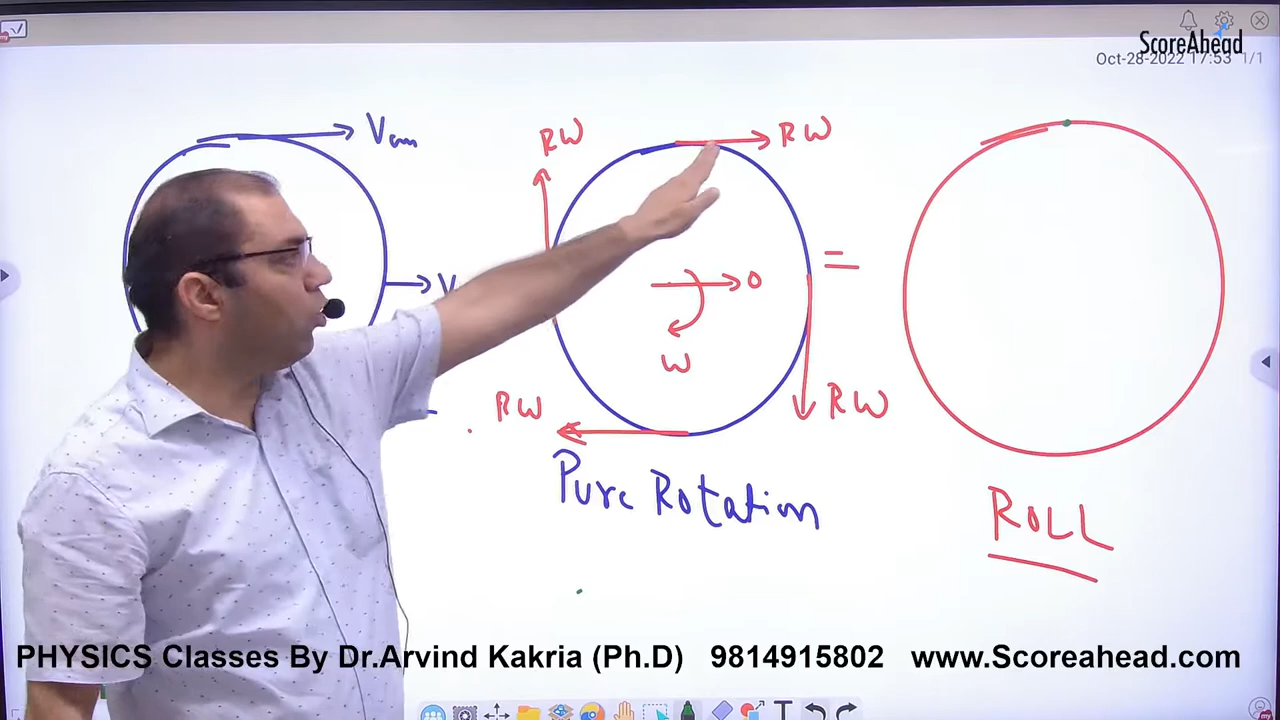 ScoreAhead
Oct-28-2022 17:53 1/1
Vcm
RW
RW
V
0
=
W
RW
RW
Pure Rotation
ROLL
PHYSICS Classes By Dr.Arvind Kakria (Ph.D) 9814915802 www.Scoreahead.com